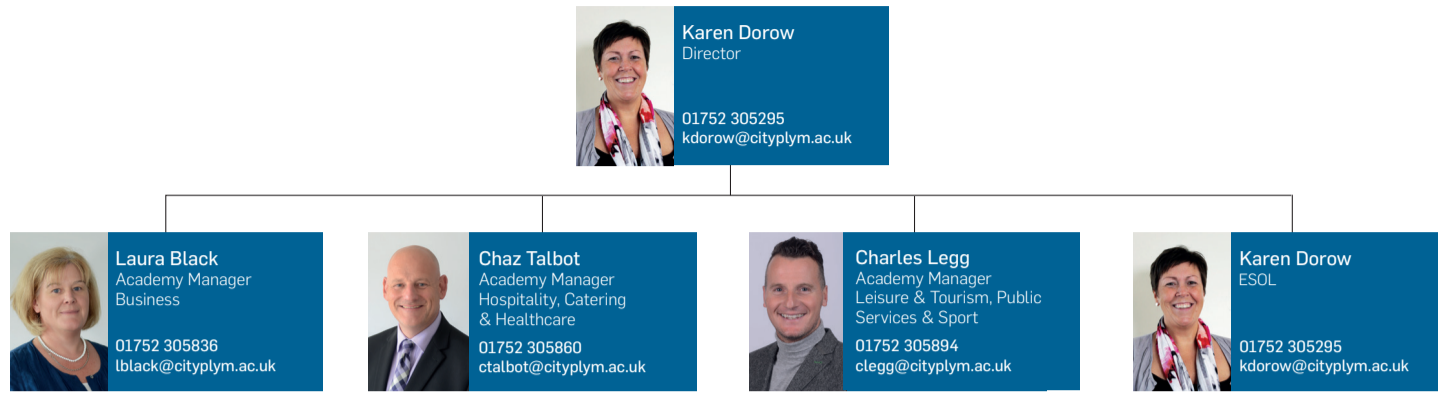 Karen Dorow
Director
01752 305295
kdorow@cityplym.ac.uk
Laura Black
Academy Manager
Business
01752 305836
lblack@cityplym.ac.uk
Chaz Talbot
Academy Manager
Hospitality, Catering
& Healthcare
01752 305860
ctalbot@cityplym.ac.uk
Charles Legg
Academy Manager
Leisure & Tourism, Public
Services & Sport
01752 305894
clegg@cityplym.ac.uk
Karen Dorow
ESOL
01752 305295
kdorow@cityplym.ac.uk